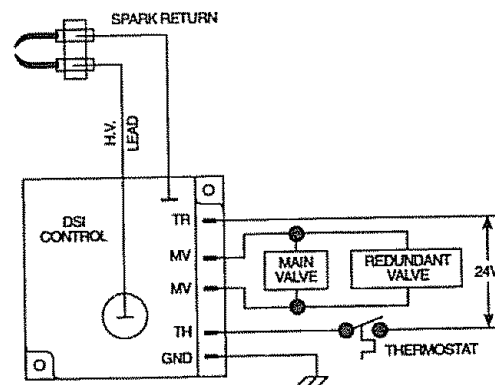 SPARK RETURN
H.V.
LEAD
DSI
CONTROL
TR
MV
MV
TH
GND
MAIN
VALVE
REDUNDANT
VALVE
24V
THERMOSTAT